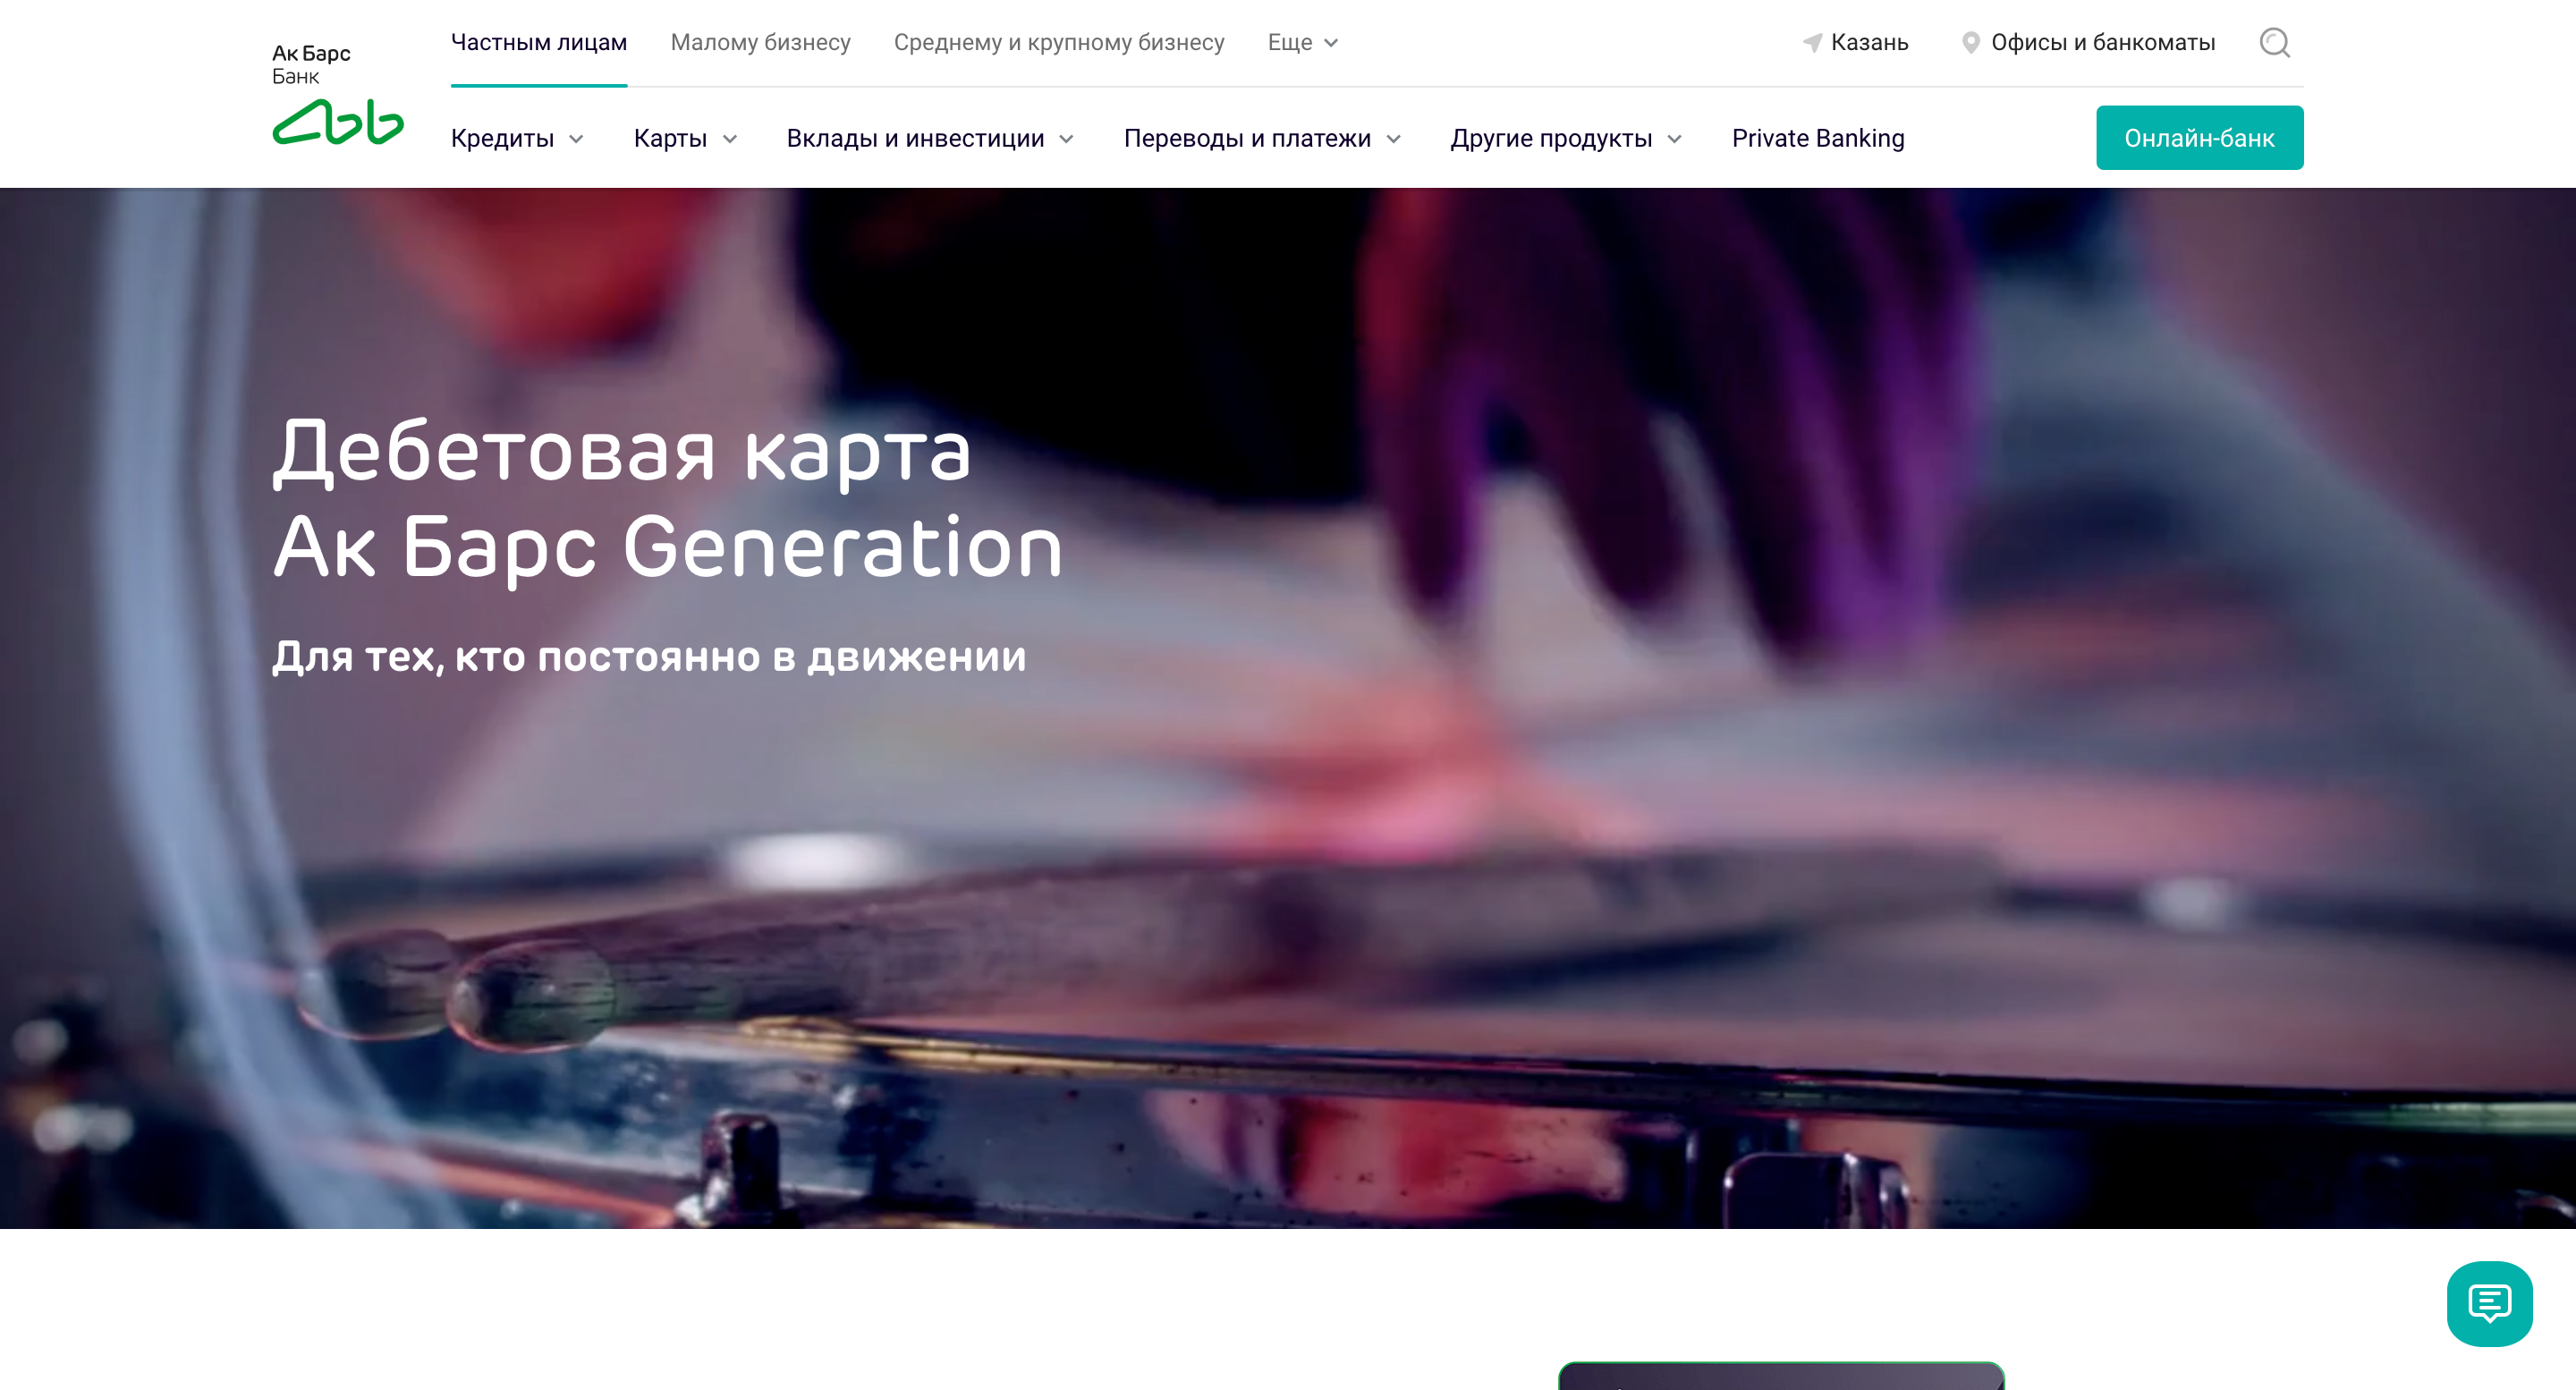 Ак Барс
Банк
Частным лицам
Малому бизнесу
Среднему и крупному бизнесу
Еще
Казань
Офисы и банкоматы
Кредиты
Карты
Вклады и инвестиции
Переводы и платежи
Другие продукты
Private Banking
Онлайн-банк
Дебетовая карта
Ак Барс Generation
Для тех, кто постоянно в движении